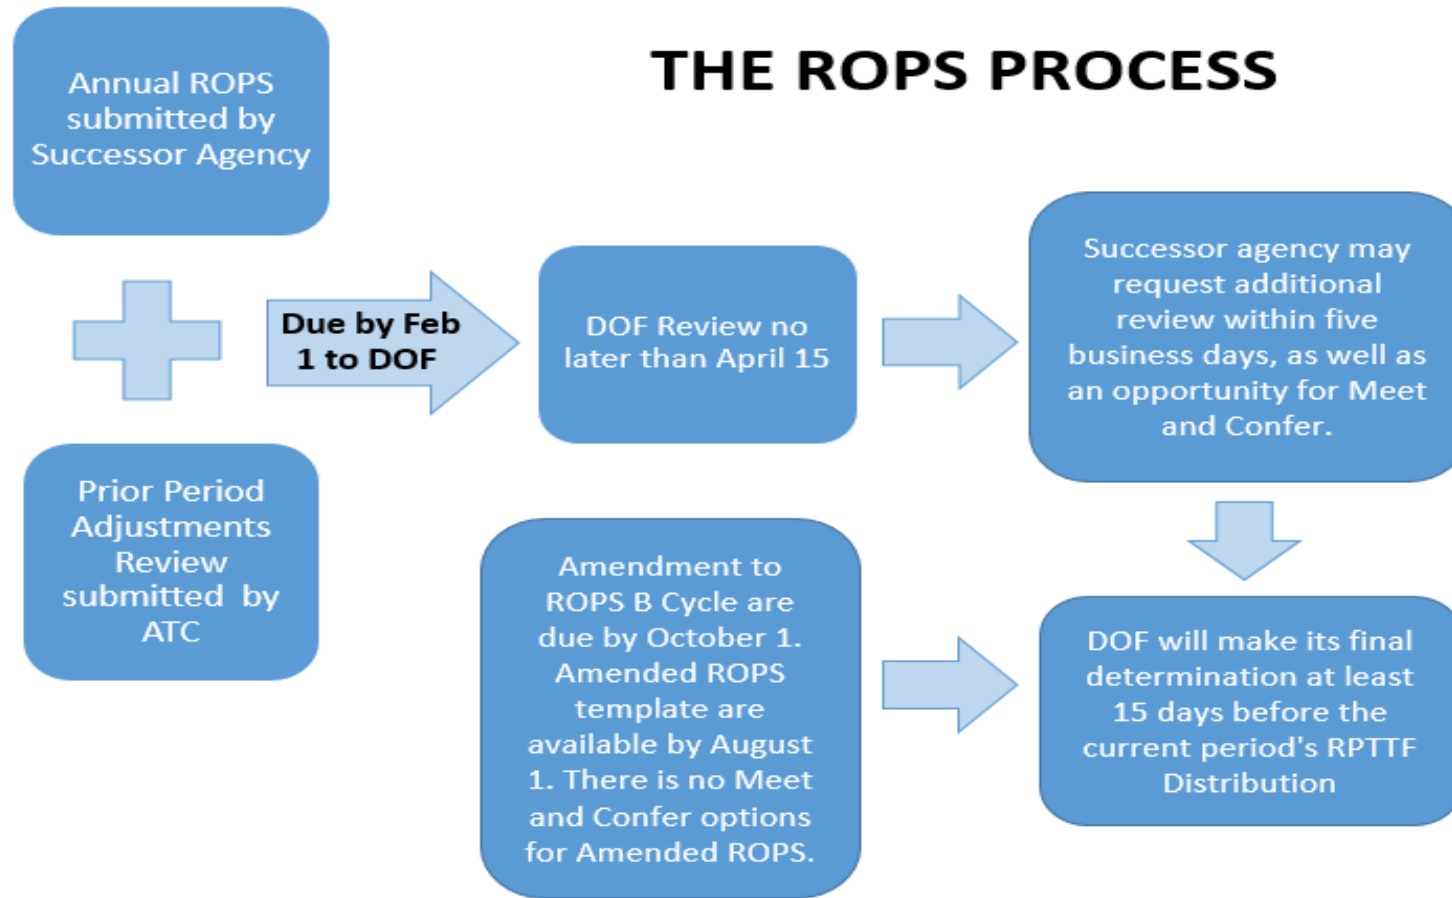 THE ROPS PROCESS
Annual ROPS
submitted by
Successor Agency
Due by Feb
1 to DOF
Prior Period
Adjustments
Review
submitted  by
ATC
DOF Review no
later than April 15
Successor agency may
request additional
review within five
business days, as well as
an opportunity for Meet
and Confer.
Amendment to
ROPS B Cycle are
due by October 1.
Amended ROPS
template are
available by August
1. There is no Meet
and Confer options
for Amended ROPS.
DOF will make its final
determination at least
15 days before the
current period's RPTTF
Distribution